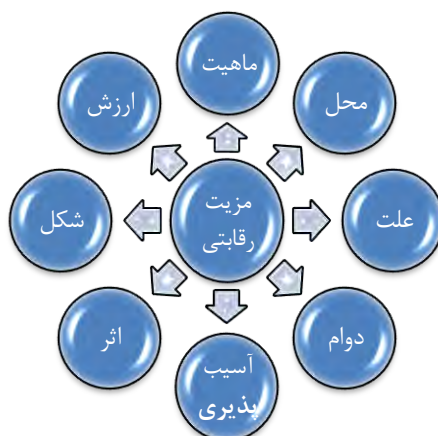 ماهیت
محل
ارزش
مزیت
رقابتی
علت
شکل
دوام
اثر
آسیب
پذیری